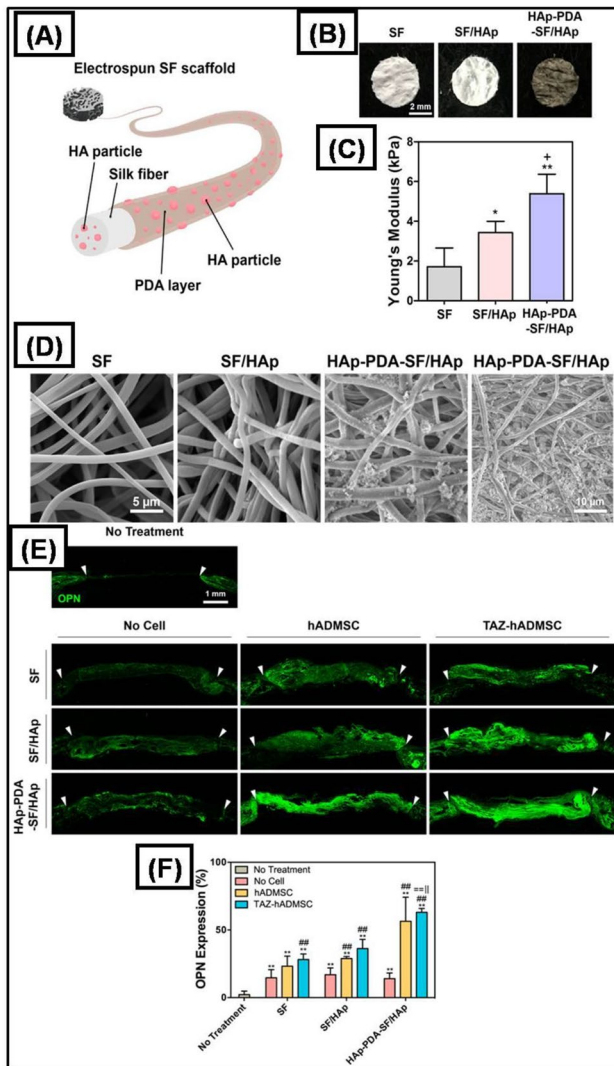 (A)
Electrospun SF scaffold
HA particle
Silk fiber
HA particle
PDA layer
(B)
SF
SF/HAp
HAp-PDA
-SF/HAp
2 mm
(C)
Young's Modulus (kPa)
8
6
4
2
0
*
+
**
SF
SF/HAp
HAp-PDA
-SF/HAp
(D)
SF
SF/HAp
HAp-PDA-SF/HAp
HAp-PDA-SF/HAp
5 µm
10 µm
(E)
No Treatment
OPN
1 mm
No Cell
hADMSC
TAZ-hADMSC
SF
SF/HAp
HAp-PDA
-SF/HAp
(F)
OPN Expression (%)
100
50
0
No Treatment
No Cell
hADMSC
TAZ-hADMSC
**
**
##
**
**
##
**
##
**
**
##
**
==||
##
**
No Treatment
SF
SF/HAp
HAp-PDA-SF/HAp